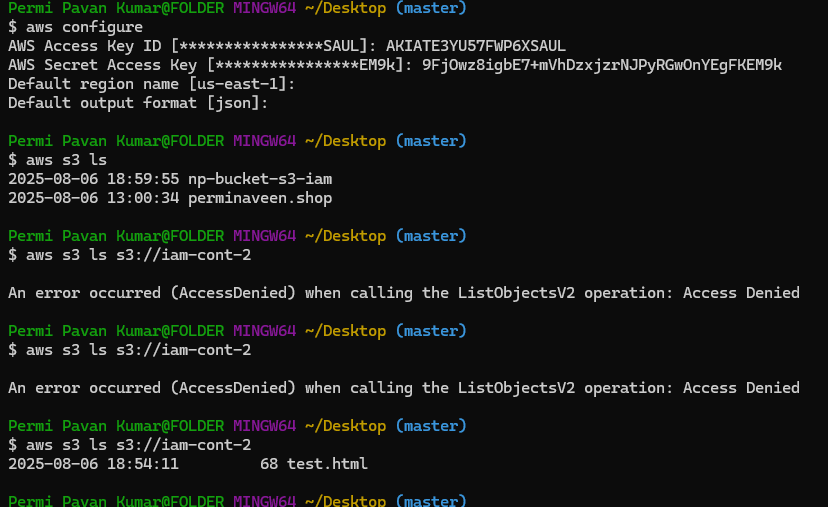 Permi Pavan Kumar@FOLDER MINGW64 ~/Desktop (master)
$ aws configure
AWS Access Key ID [****************SAUL]: AKIATE3YU57FWP6XSAUL
AWS Secret Access Key [****************EM9k]: 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
Default region name [us-east-1]:
Default output format [json]:
Permi Pavan Kumar@FOLDER MINGW64 ~/Desktop (master)
$ aws s3 ls
2025-08-06 18:59:55 np-bucket-s3-iam
2025-08-06 13:00:34 perminaveen.shop
Permi Pavan Kumar@FOLDER MINGW64 ~/Desktop (master)
$ aws s3 ls s3://iam-cont-2
An error occurred (AccessDenied) when calling the ListObjectsV2 operation: Access Denied
Permi Pavan Kumar@FOLDER MINGW64 ~/Desktop (master)
$ aws s3 ls s3://iam-cont-2
An error occurred (AccessDenied) when calling the ListObjectsV2 operation: Access Denied
Permi Pavan Kumar@FOLDER MINGW64 ~/Desktop (master)
$ aws s3 ls s3://iam-cont-2
2025-08-06 18:54:11         68 test.html
Permi Pavan Kumar@FOLDER MINGW64 ~/Desktop (master)